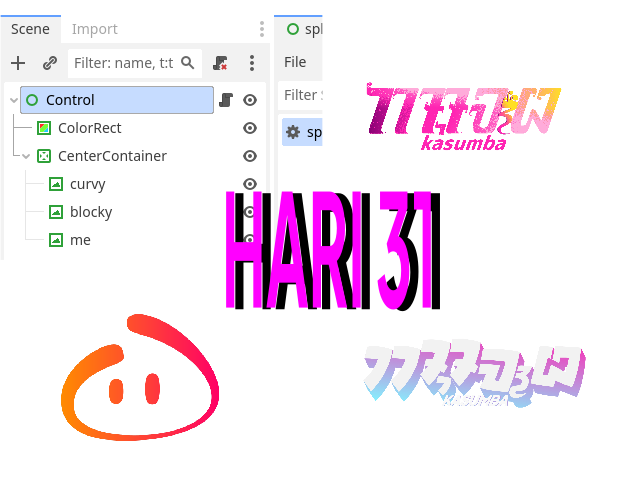 Scene Import
spl
File
Filter: name, t:t
Filter S
Control
sp
ColorRect
CenterContainer
curvy
blocky
me
HARI 31
kasumba
KASUMBA